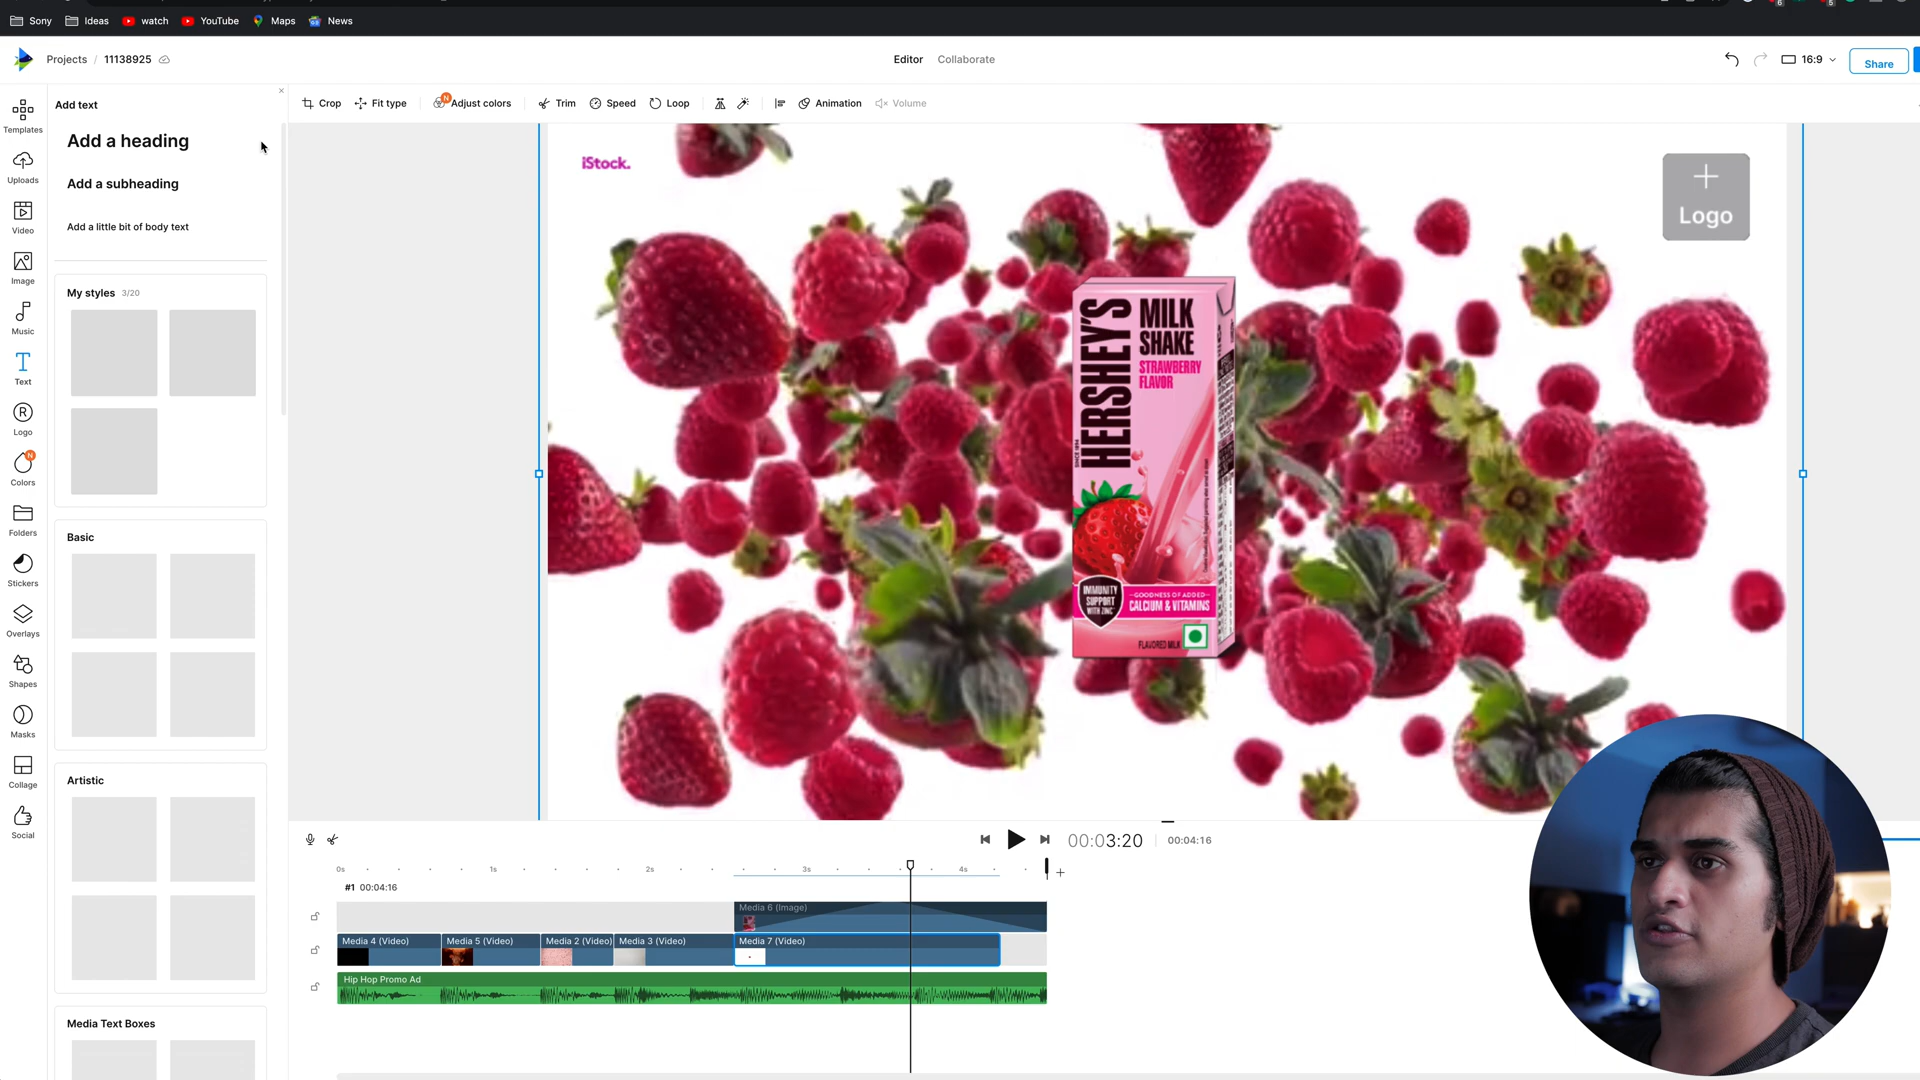 Sony
Ideas
watch
YouTube
Maps
News
6
5
Projects / 11138925
Editor
Collaborate
16:9
Share
Templates
Uploads
Video
Image
Music
Text
Logo
N
Colors
Folders
Stickers
Overlays
Shapes
Masks
Collage
Social
Add text
Add a heading
Add a subheading
Add a little bit of body text
My styles 3/20
Basic
Artistic
Media Text Boxes
Crop
Fit type
N
Adjust colors
Trim
Speed
Loop
Animation
Volume
iStock.
+
Logo
HERSHEY'S
SINCE 1894
MILK
SHAKE
STRAWBERRY
FLAVOR
IMMUNITY
SUPPORT
WITH ZINC
GOODNESS OF ADDED
CALCIUM & VITAMINS
FLAVORED MILK
00:03:20
00:04:16
0s
1s
2s
3s
4s
#1 00:04:16
Media 6 (Image)
Media 4 (Video)
Media 5 (Video)
Media 2 (Video)
Media 3 (Video)
Media 7 (Video)
Hip Hop Promo Ad